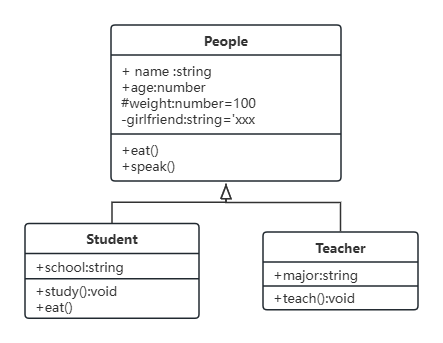 People
+ name :string
+age:number
#weight:number=100
-girlfriend:string='xxx
+eat()
+speak()
Student
+school:string
+study():void
+eat()
Teacher
+major:string
+teach():void